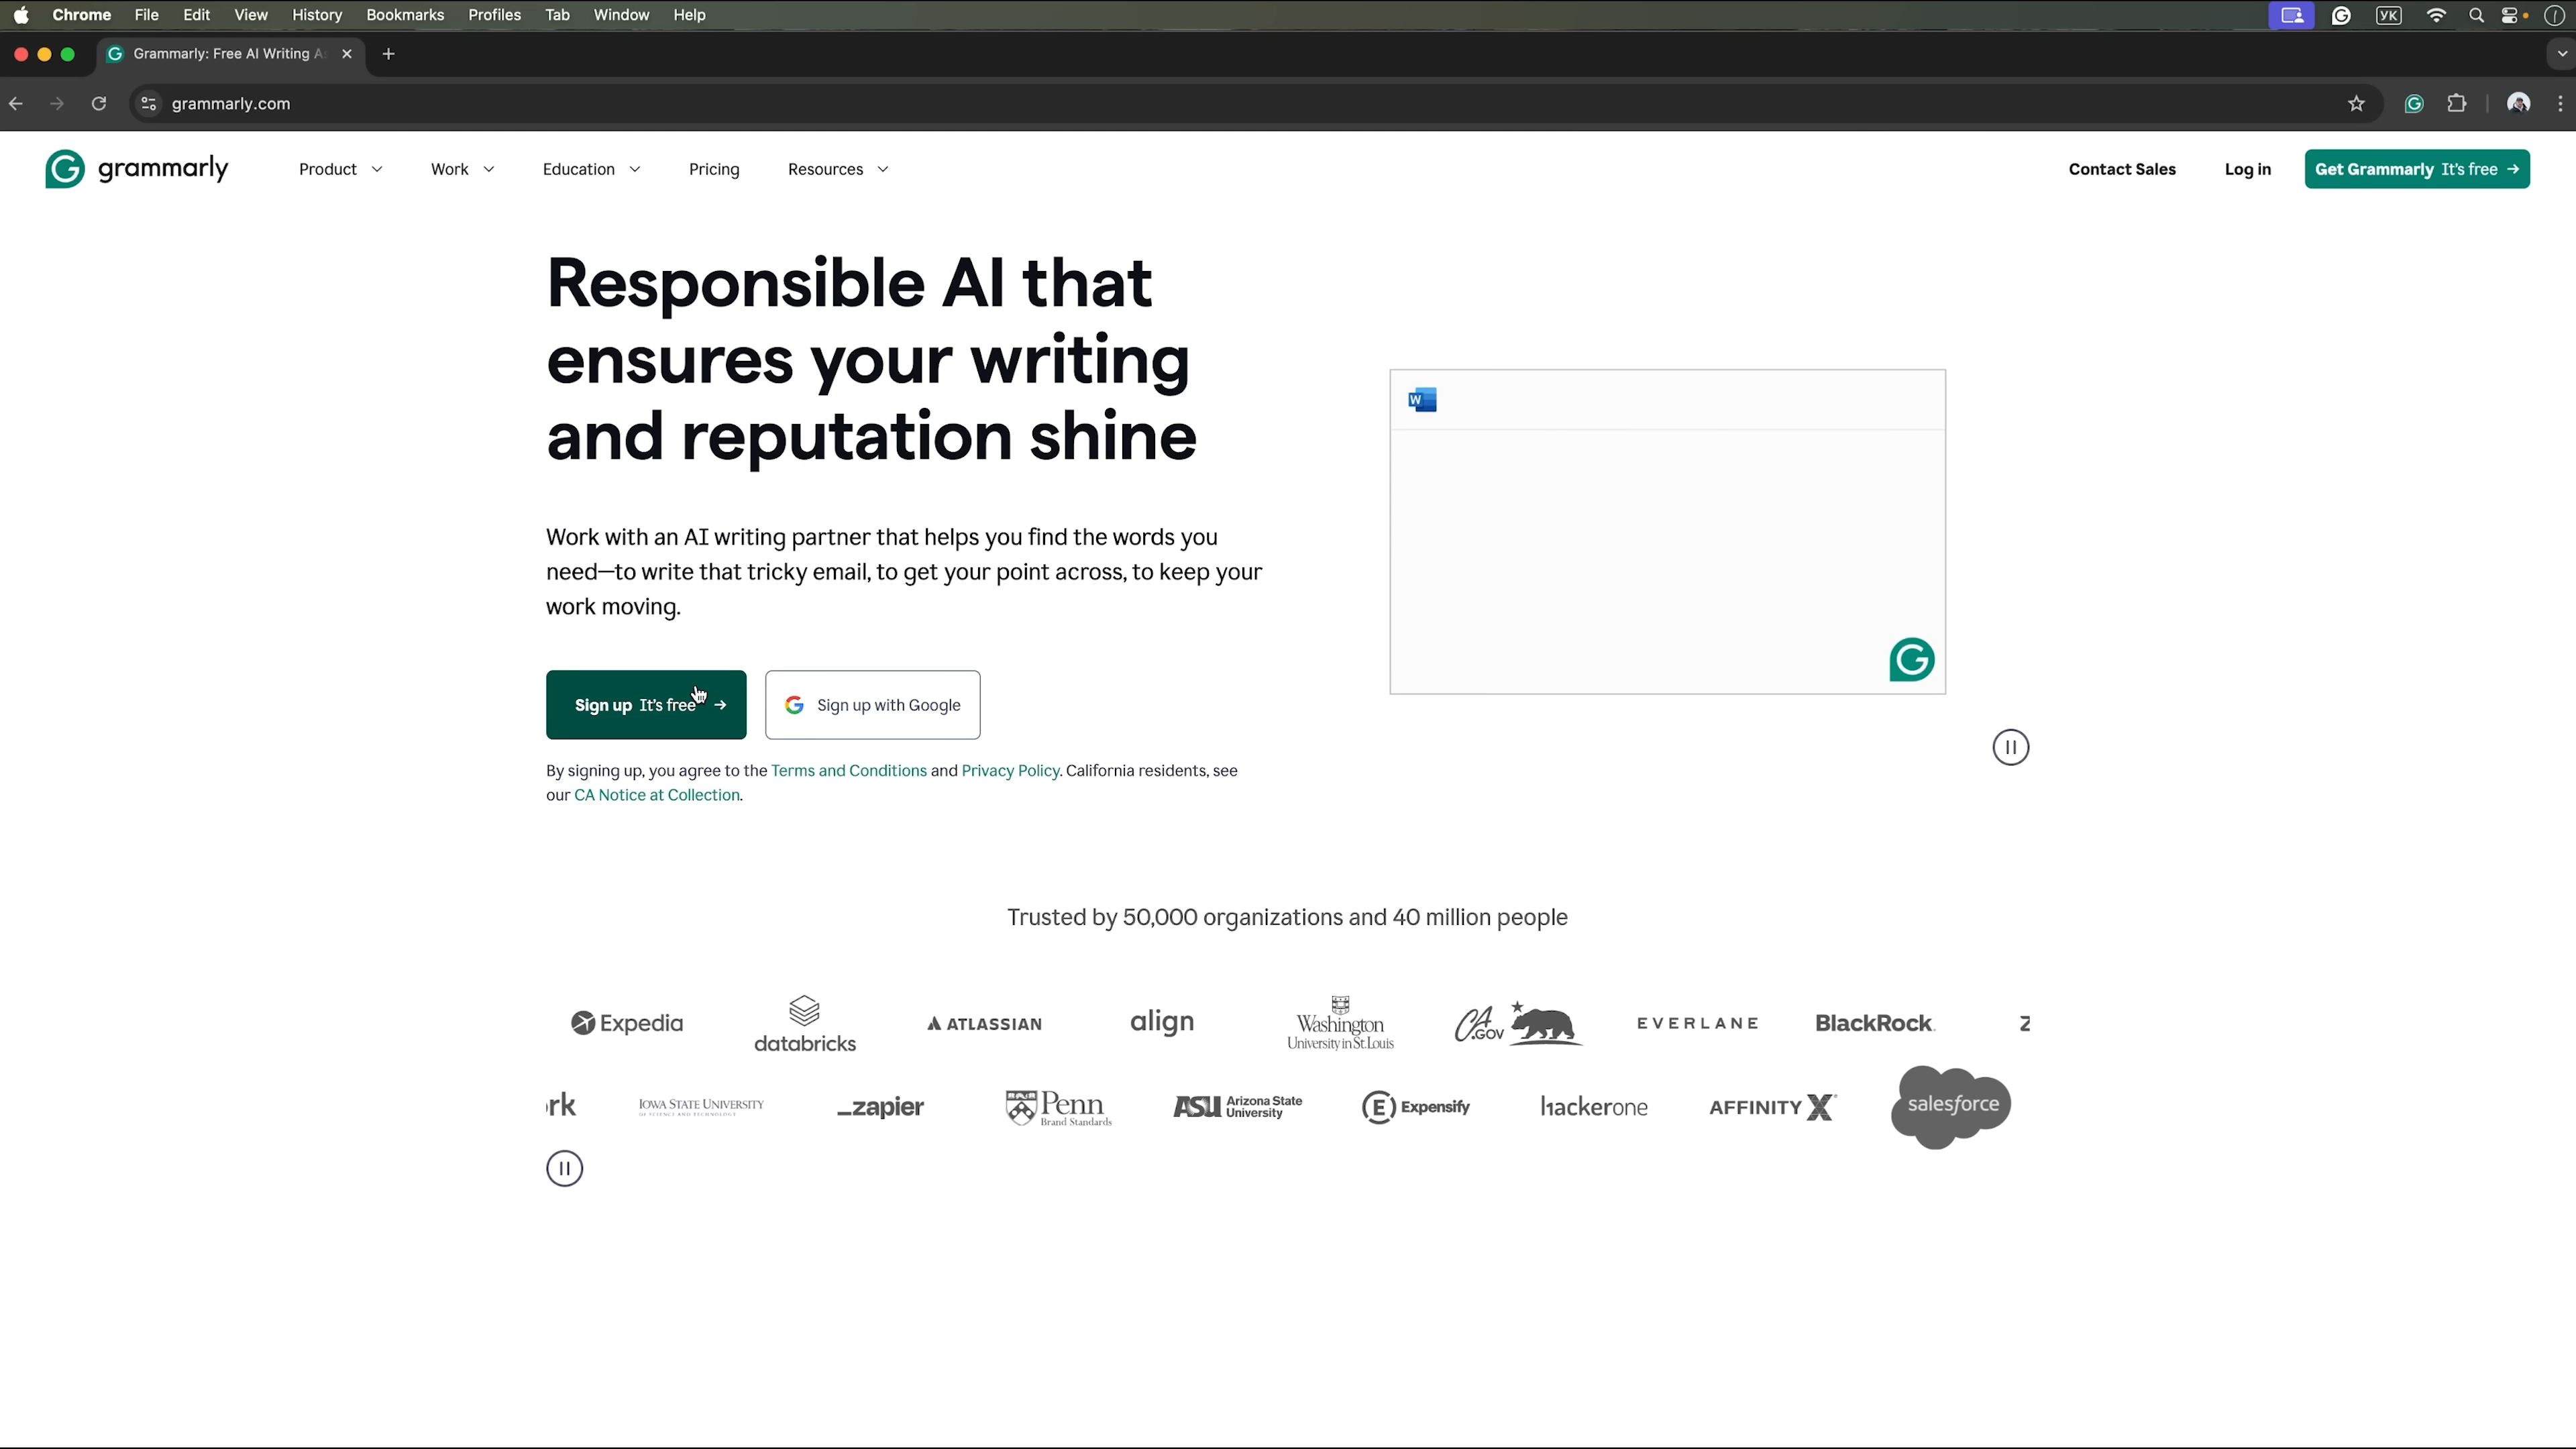 Chrome File Edit View History Bookmarks Profiles Tab Window Help УК
Grammarly: Free AI Writing A
grammarly.com
grammarly Product Work Education Pricing Resources Contact Sales Log in Get Grammarly It's free →
Responsible AI that
ensures your writing
and reputation shine
Work with an AI writing partner that helps you find the words you
need—to write that tricky email, to get your point across, to keep your
work moving.
W
Sign up It's free →
Sign up with Google
By signing up, you agree to the Terms and Conditions and Privacy Policy. California residents, see
our CA Notice at Collection.
Trusted by 50,000 organizations and 40 million people
Expedia databricks ATLASSIAN align Washington University in St. Louis CA.GOV EVERLANE BlackRock.
rk IOWA STATE UNIVERSITY OF SCIENCE AND TECHNOLOGY zapier Penn Brand Standards ASU Arizona State University Expensify hackerone AFFINITY X salesforce